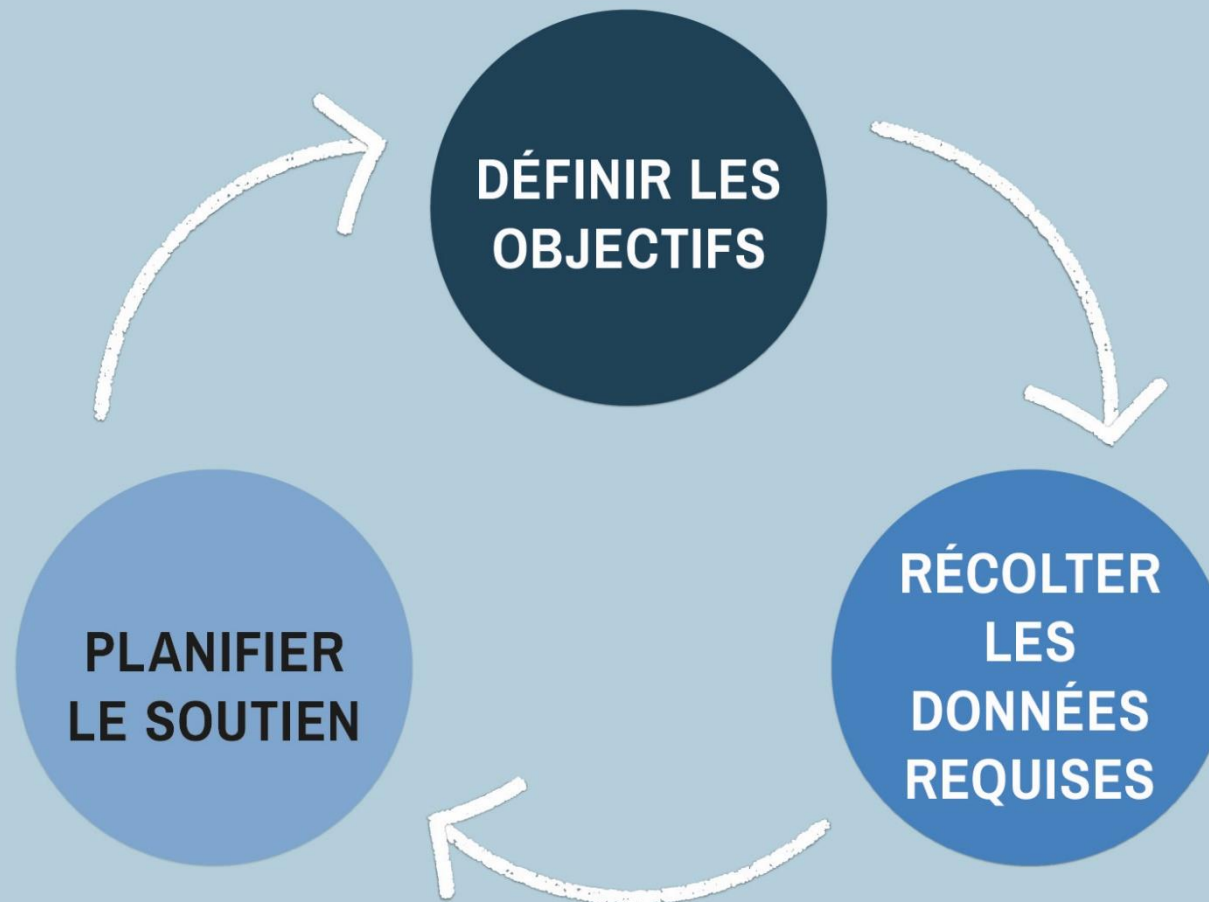 DÉFINIR LES
OBJECTIFS
RÉCOLTER
LES
DONNÉES
REQUISES
PLANIFIER
LE SOUTIEN